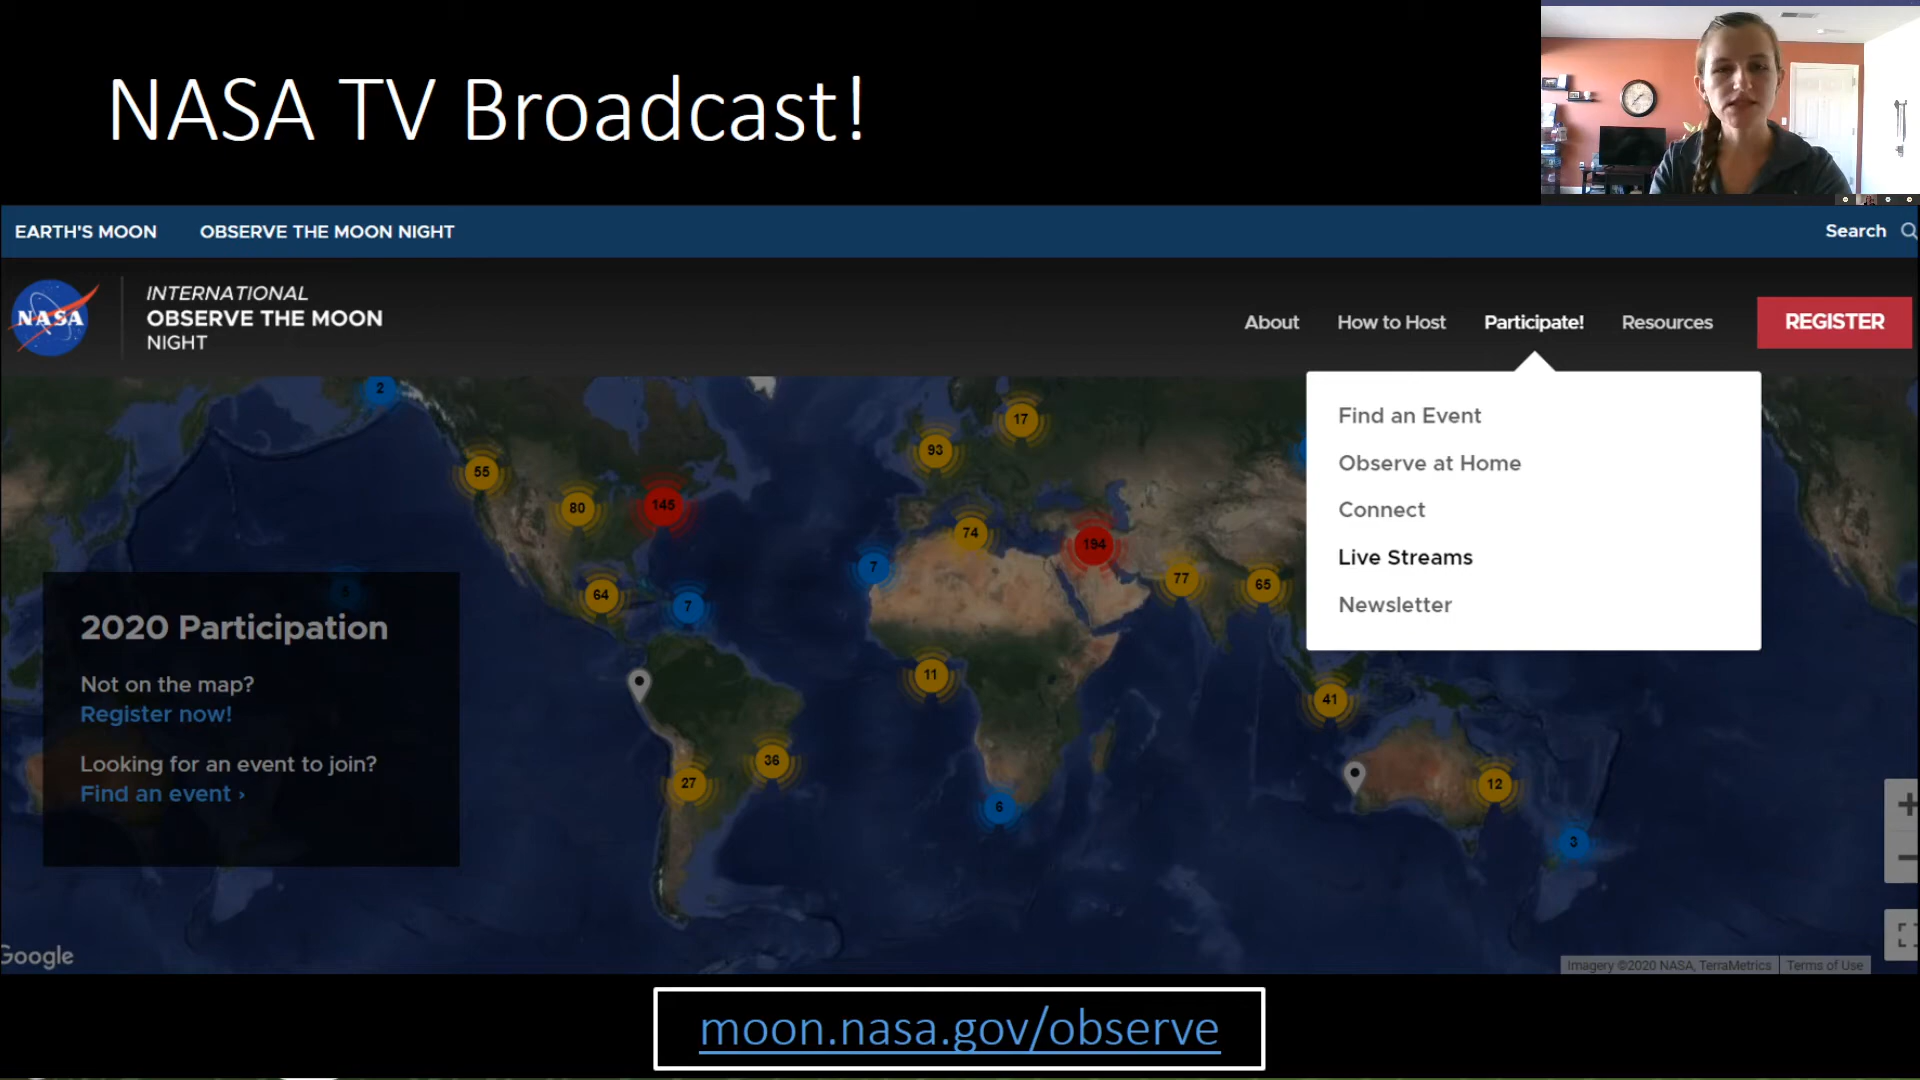 NASA TV Broadcast!
EARTH'S MOON
OBSERVE THE MOON NIGHT
Search
NASA
INTERNATIONAL
OBSERVE THE MOON
NIGHT
About
How to Host
Participate!
Resources
REGISTER
Find an Event
Observe at Home
Connect
Live Streams
Newsletter
2
17
93
55
80
145
74
194
7
77
65
64
7
6
11
41
36
27
12
6
3
2020 Participation
Not on the map?
Register now!
Looking for an event to join?
Find an event ›
Google
Imagery ©2020 NASA, TerraMetrics
Terms of Use
moon.nasa.gov/observe